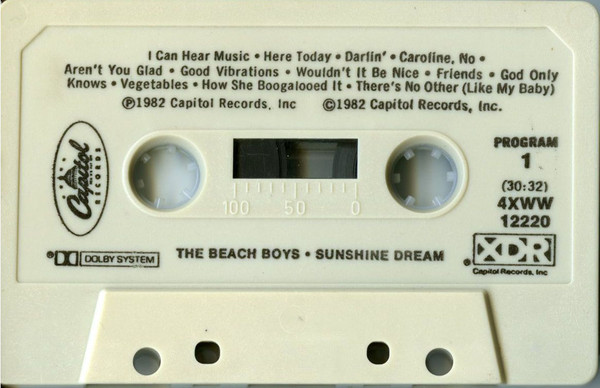 I Can Hear Music • Here Today • Darlin' • Caroline, No •
Aren't You Glad • Good Vibrations • Wouldn't It Be Nice • Friends • God Only
Knows • Vegetables • How She Boogalooed It • There's No Other (Like My Baby)
℗1982 Capitol Records, Inc ©1982 Capitol Records, Inc.
Capitol
RECORDS
PROGRAM
1
(30:32)
4XWW
12220
100 50 0
® DOLBY SYSTEM
THE BEACH BOYS • SUNSHINE DREAM
XDR
Capitol Records, Inc